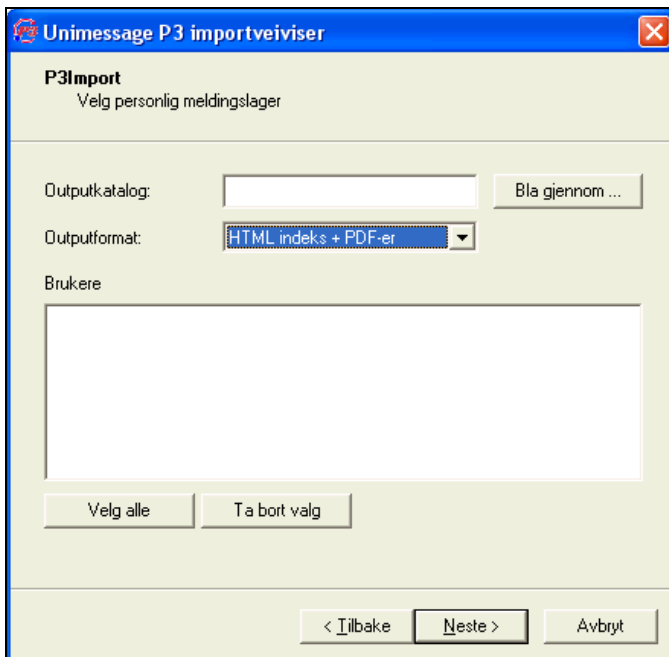 Unimessage P3 importveiviser
P3Import
Velg personlig meldingslager
Outputkatalog:
Bla gjennom ...
Outputformat:
HTML indeks + PDF-er
Brukere
Velg alle
Ta bort valg
< Tilbake
Neste >
Avbryt